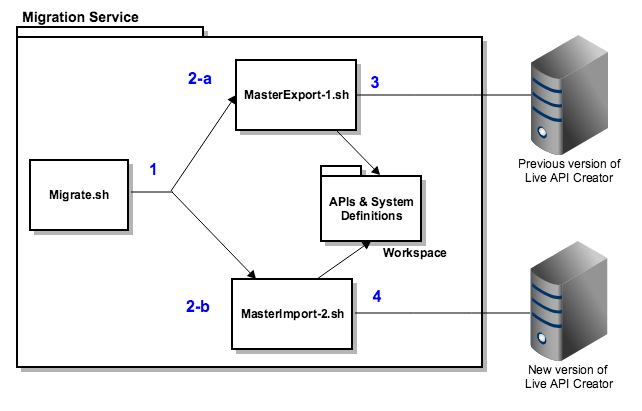 Migration Service
2-a
MasterExport-1.sh
3
Previous version of
Live API Creator
1
Migrate.sh
APIs & System
Definitions
Workspace
2-b
MasterImport-2.sh
4
New version of
Live API Creator